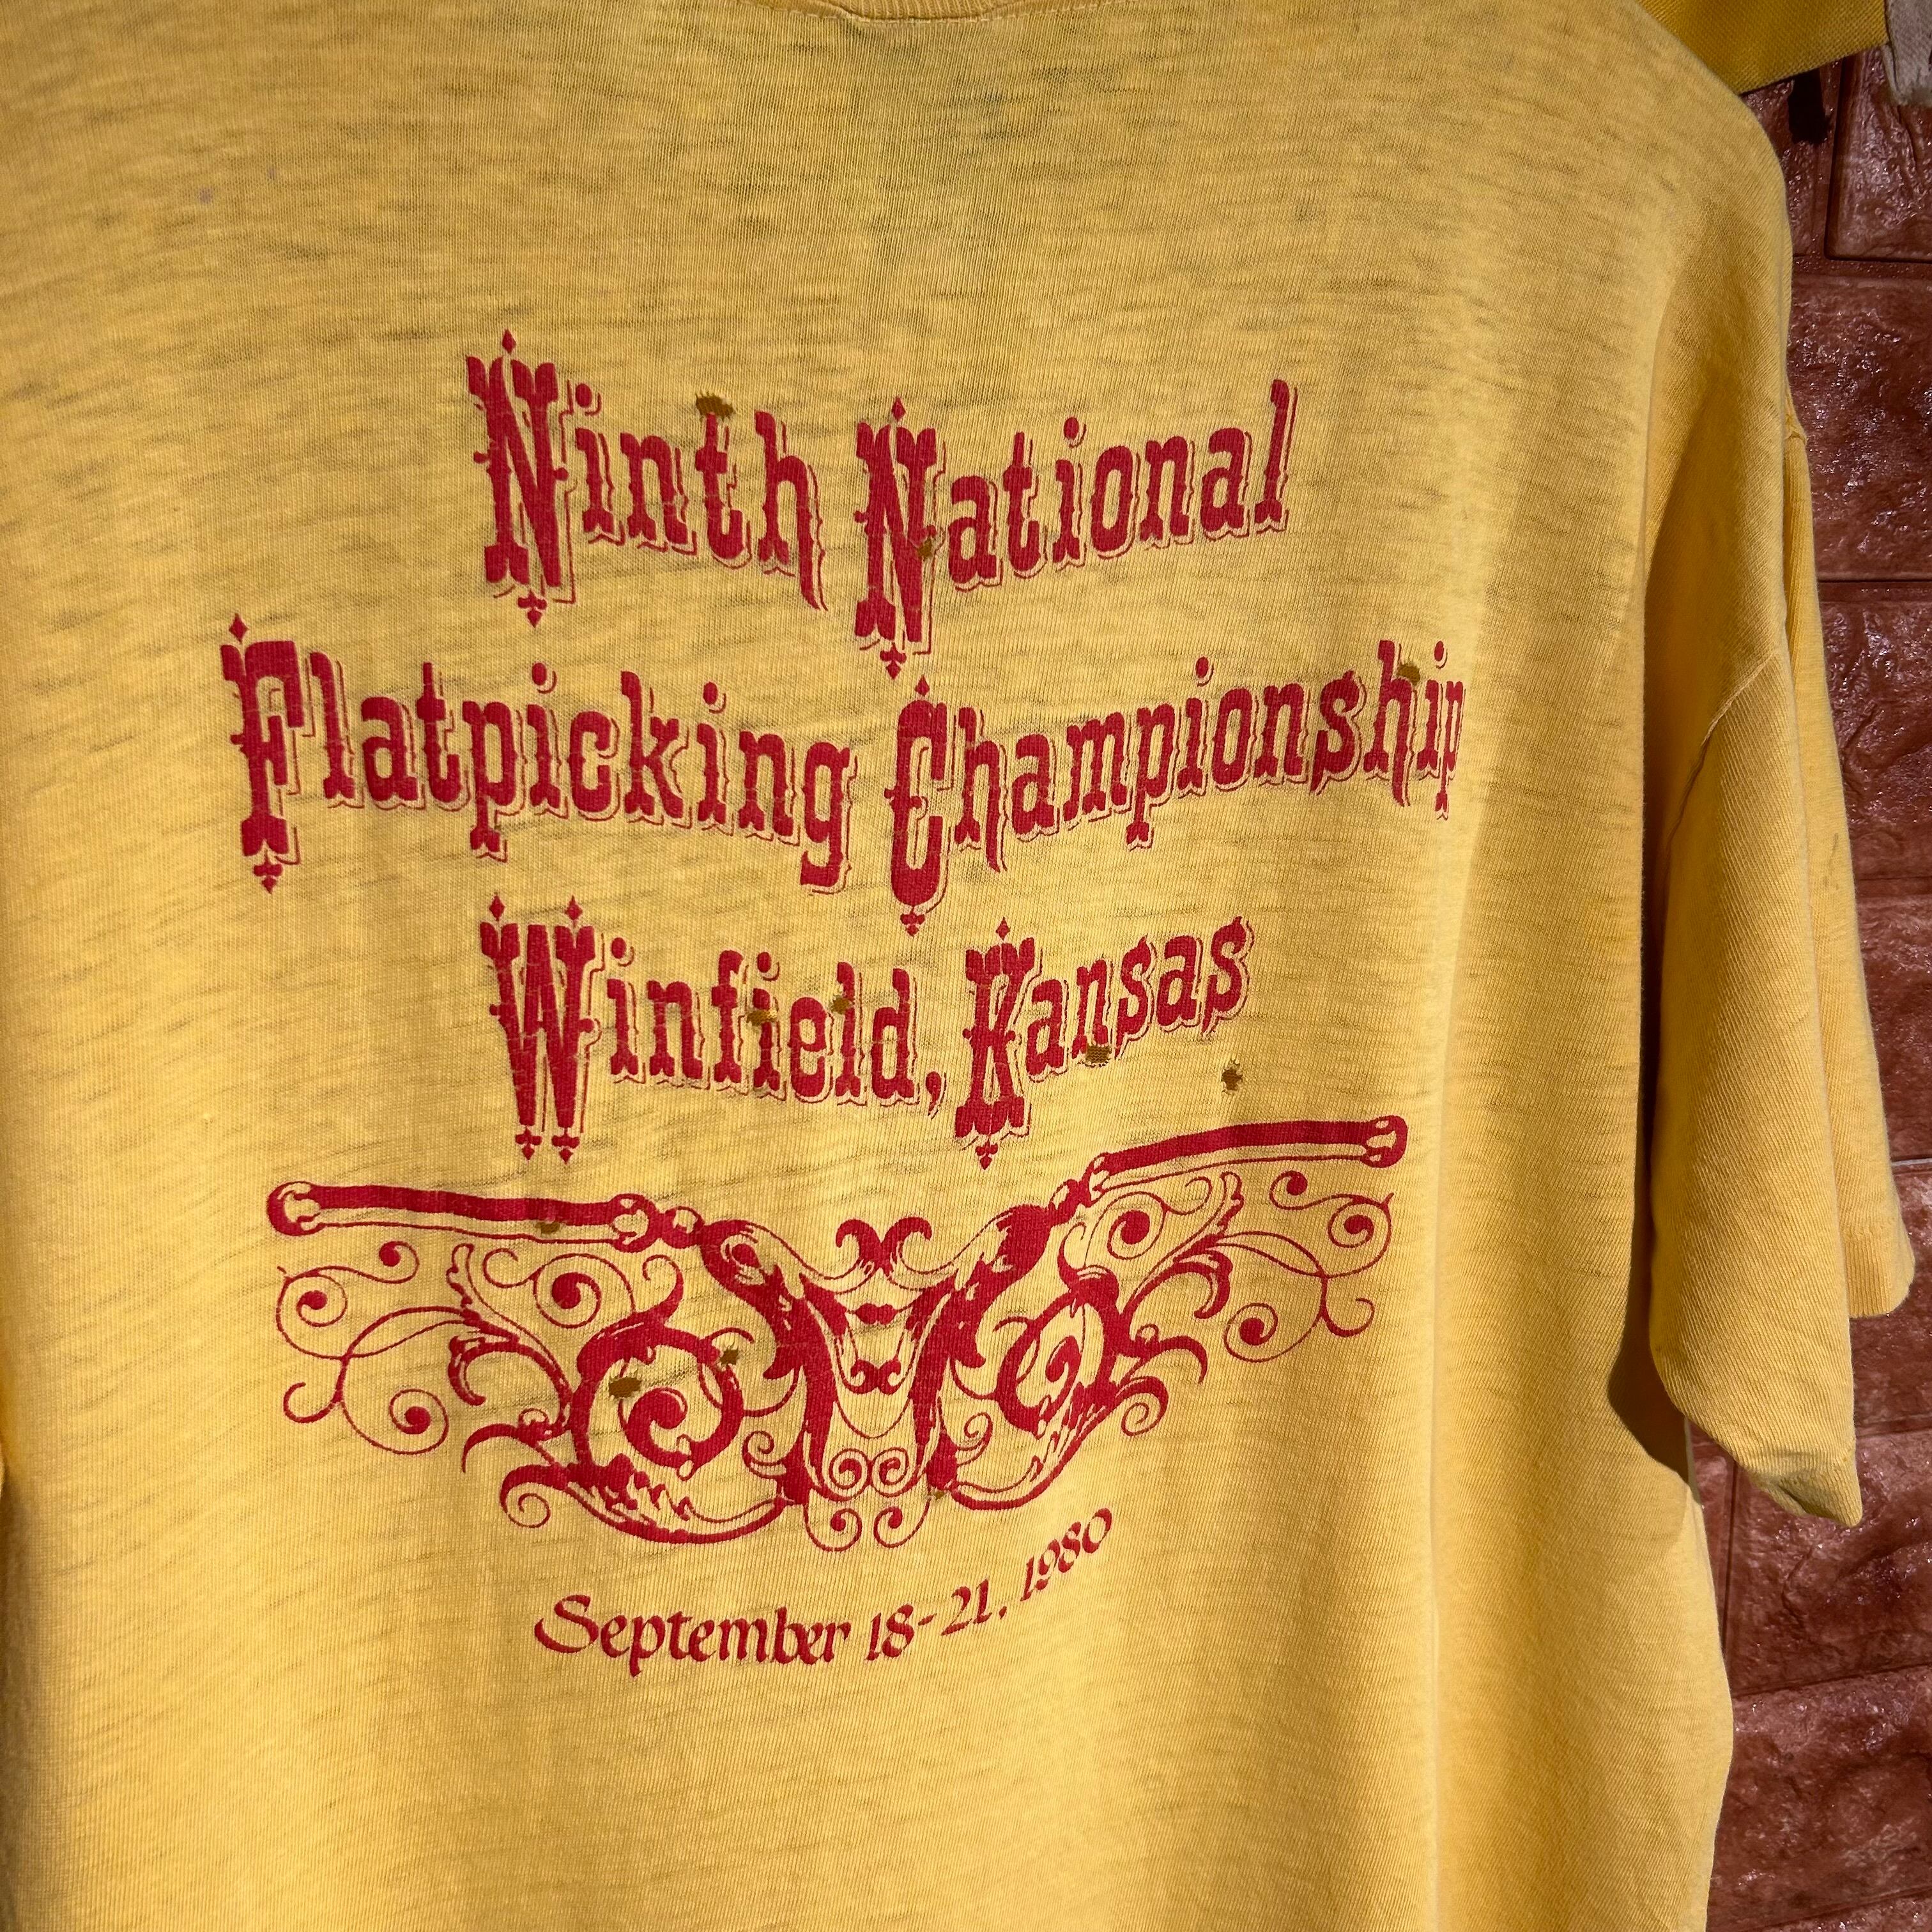 Ninth National
Flatpicking Championship
Winfield, Kansas
September 18-21, 1980